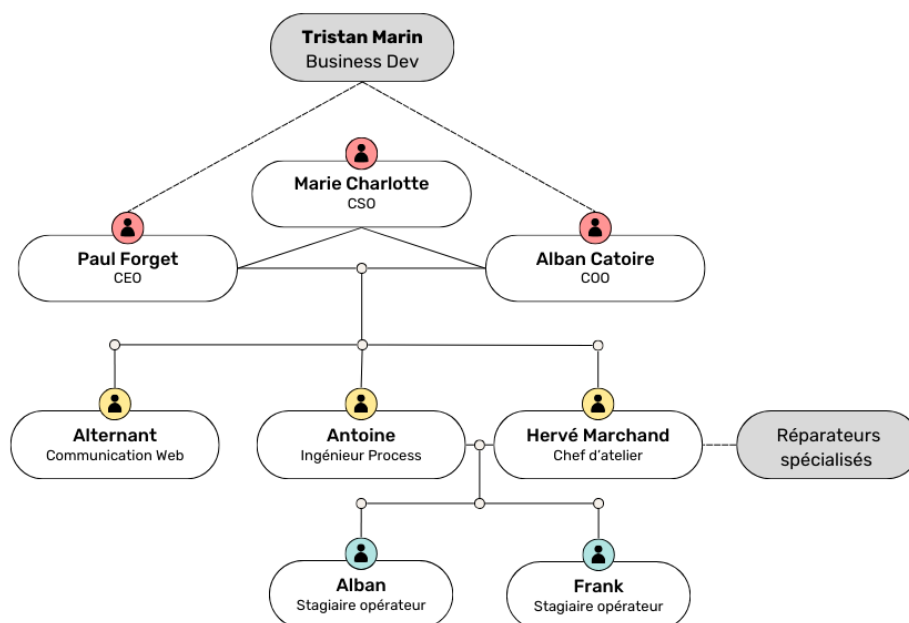 Tristan Marin
Business Dev
Marie Charlotte
CSO
Paul Forget
CEO
Alban Catoire
COO
Alternant
Communication Web
Antoine
Ingénieur Process
Hervé Marchand
Chef d'atelier
Réparateurs
spécialisés
Alban
Stagiaire opérateur
Frank
Stagiaire opérateur